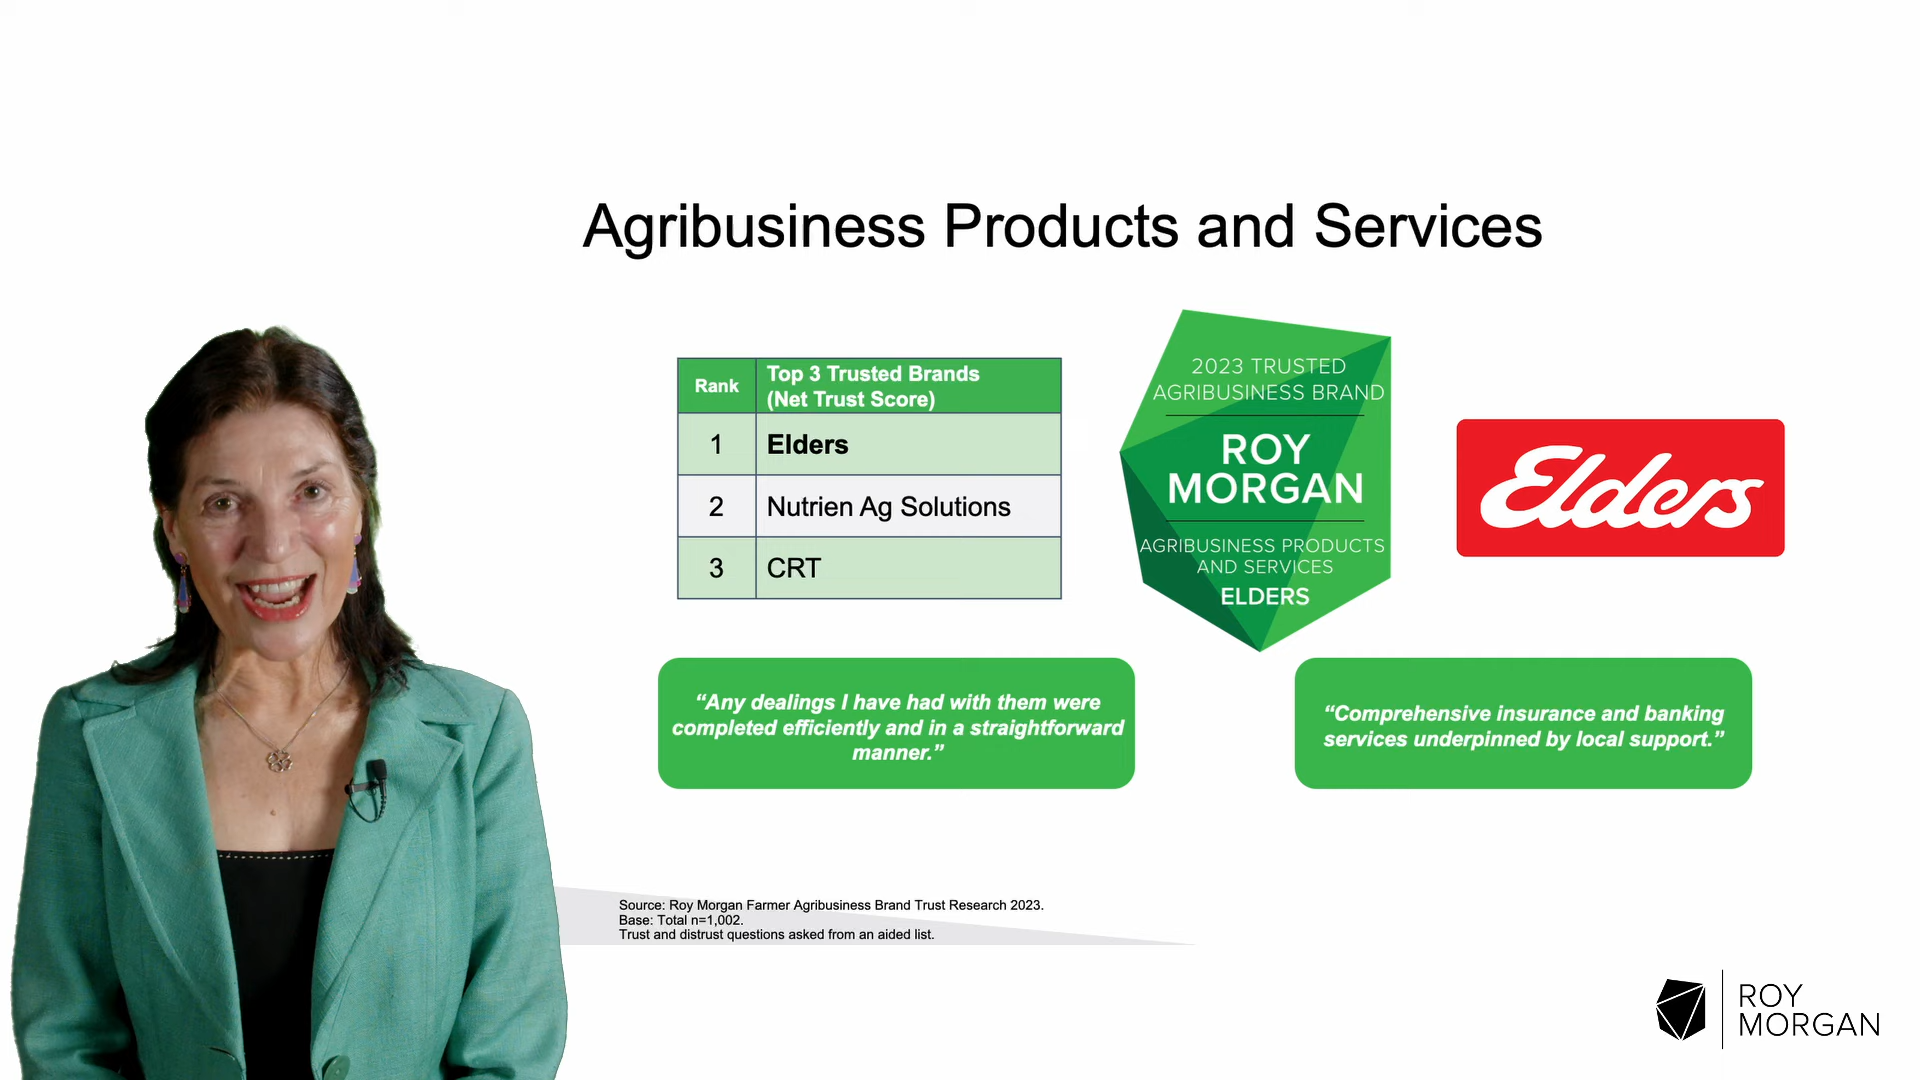 Agribusiness Products and Services
Rank
Top 3 Trusted Brands
(Net Trust Score)
1
Elders
2
Nutrien Ag Solutions
3
CRT
2023 TRUSTED
AGRIBUSINESS BRAND
ROY
MORGAN
AGRIBUSINESS PRODUCTS
AND SERVICES
ELDERS
Elders
“Any dealings I have had with them were
completed efficiently and in a straightforward
manner.”
“Comprehensive insurance and banking
services underpinned by local support.”
Source: Roy Morgan Farmer Agribusiness Brand Trust Research 2023.
Base: Total n=1,002.
Trust and distrust questions asked from an aided list.
ROY
MORGAN